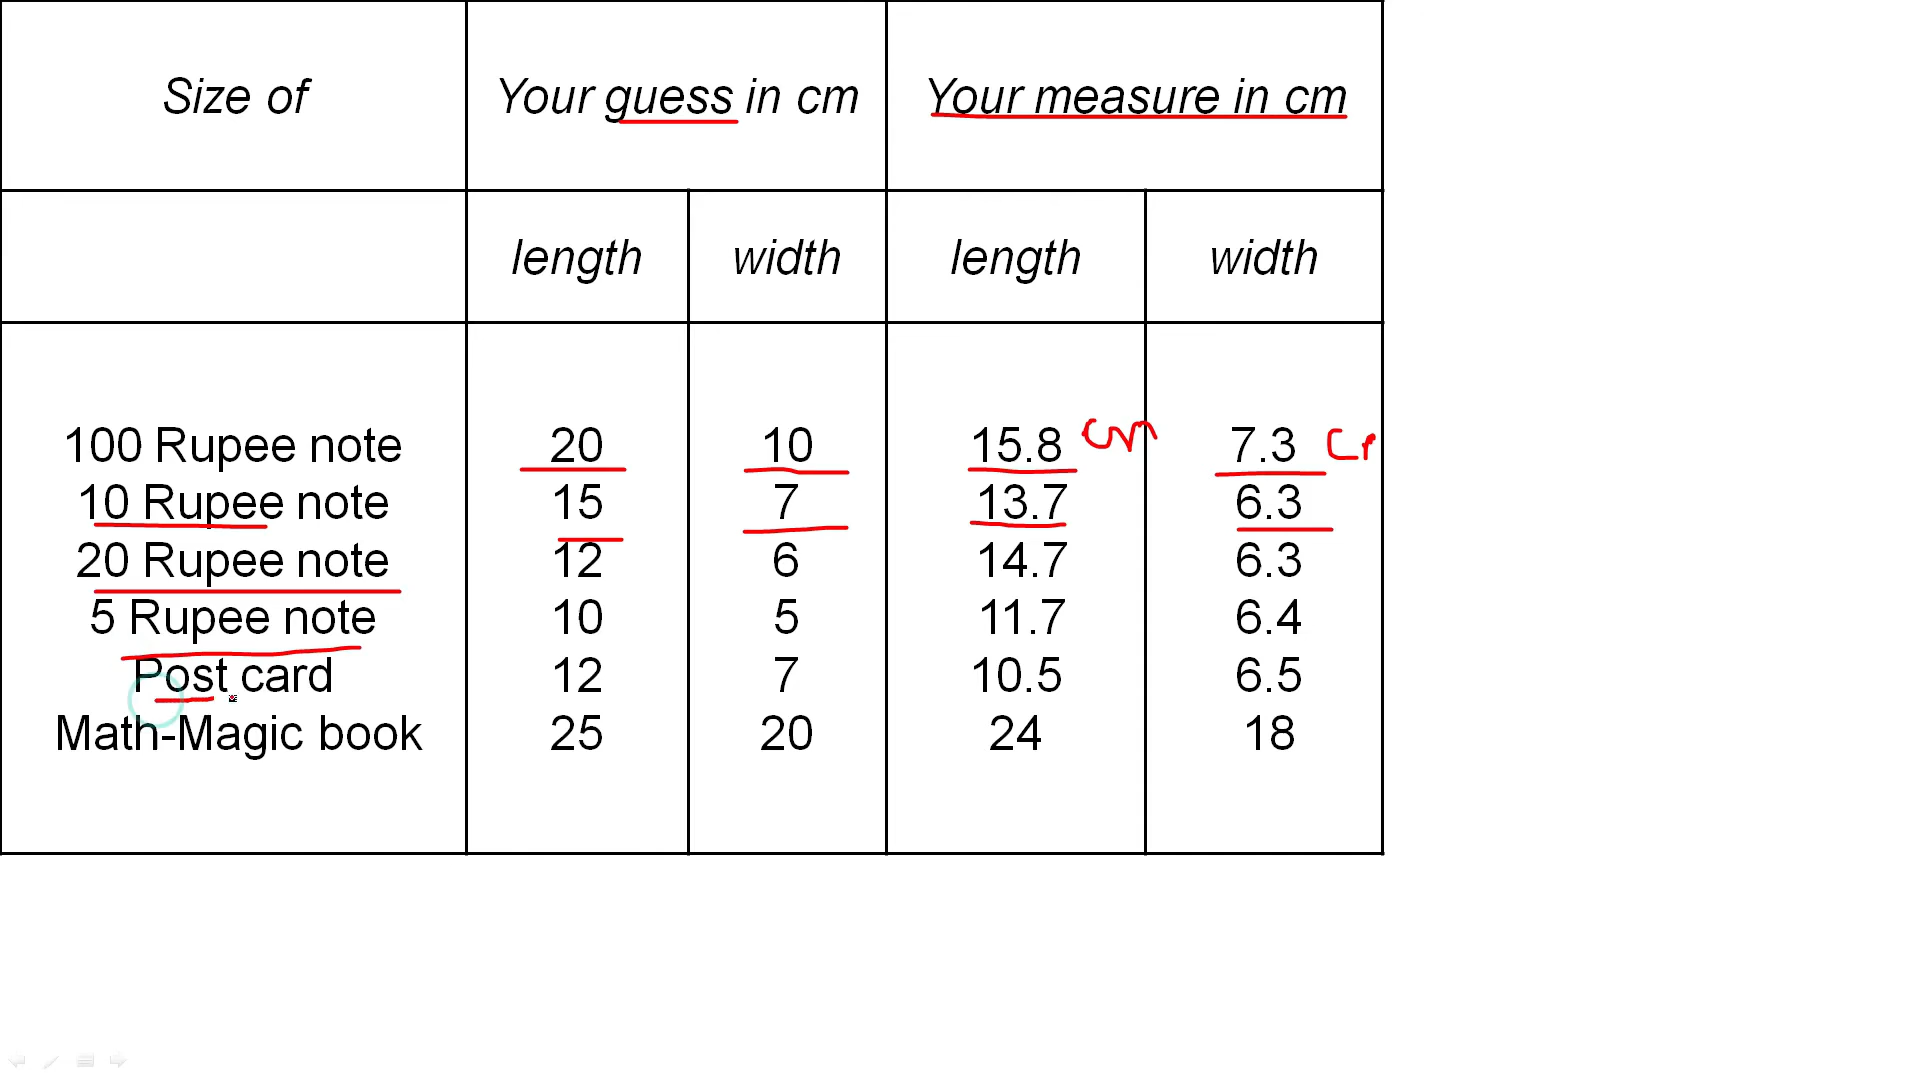 Size of Your guess in cm Your measure in cm
length width length width
100 Rupee note 20 10 15.8 cm 7.3
10 Rupee note 15 7 13.7 6.3
20 Rupee note 12 6 14.7 6.3
5 Rupee note 10 5 11.7 6.4
Post card 12 7 10.5 6.5
Math-Magic book 25 20 24 18